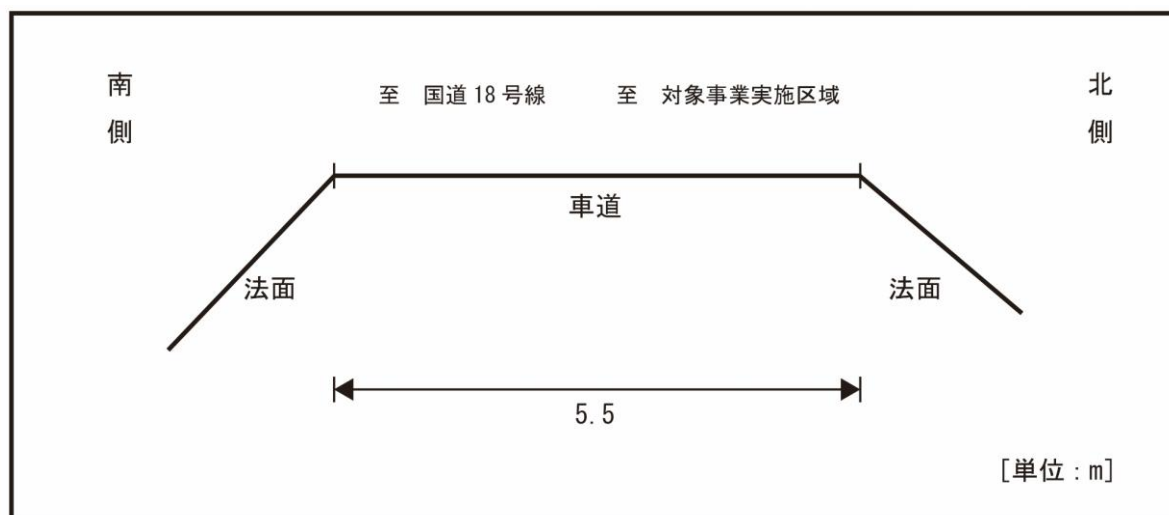 南側
至 国道18号線 至 対象事業実施区域
北側
車道
法面
法面
5.5
[単位:m]